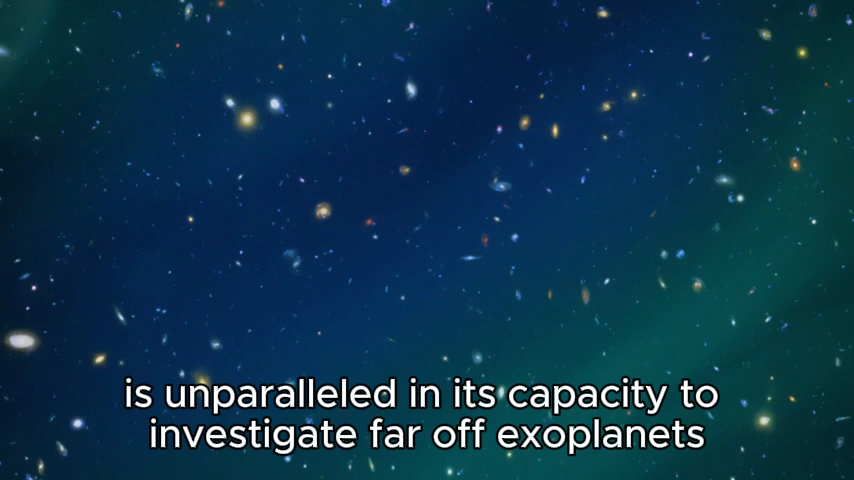 is unparalleled in its capacity to
investigate far off exoplanets